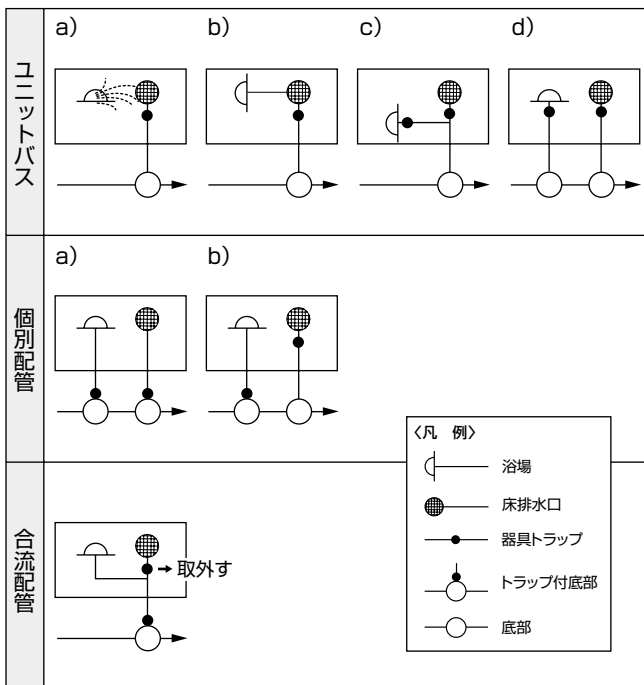 ユニットバス
a)
b)
c)
d)
個別配管
a)
b)
合流配管
取外す
〈凡 例〉
浴場
床排水口
器具トラップ
トラップ付底部
底部